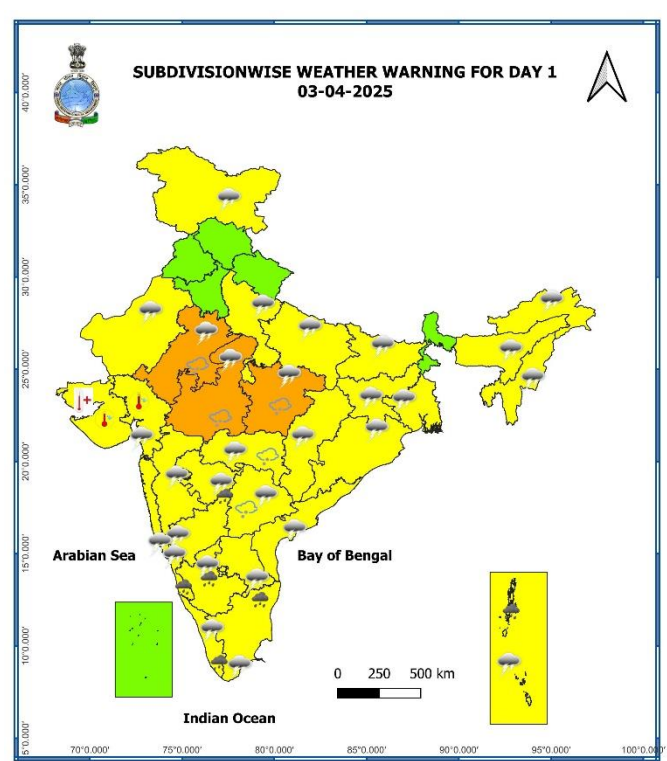 SUBDIVISIONWISE WEATHER WARNING FOR DAY 1
03-04-2025
40°0.000'
35°0.000'
30°0.000'
25°0.000'
20°0.000'
15°0.000'
10°0.000'
5°0.000'
Arabian Sea
Bay of Bengal
0 250 500 km
Indian Ocean
70°0.000' 75°0.000' 80°0.000' 85°0.000' 90°0.000' 95°0.000' 100°0.000'